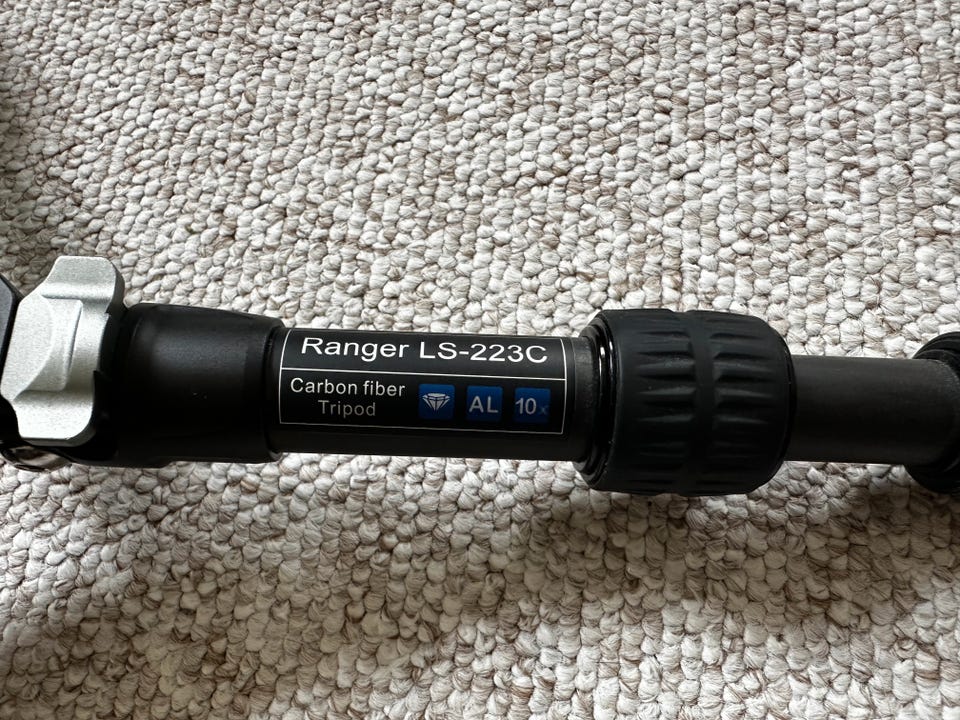 Ranger LS-223C
Carbon fiber
Tripod
AL 10x